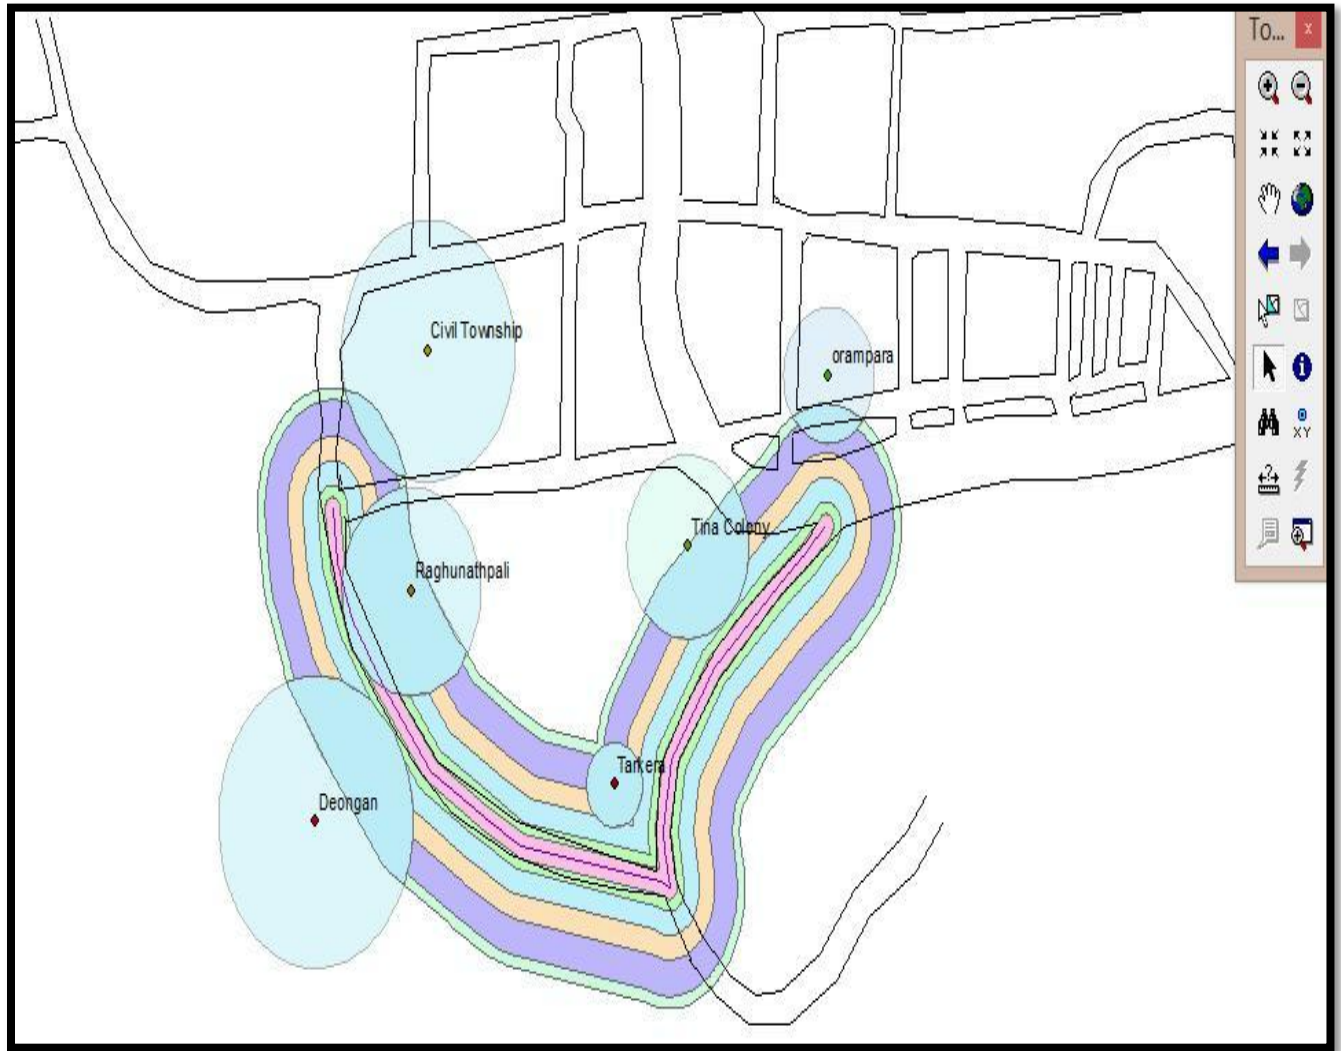 To...
x
Civil Township
orampara
Tina Colony
Raghunathpali
Tarkera
Deongan
XY